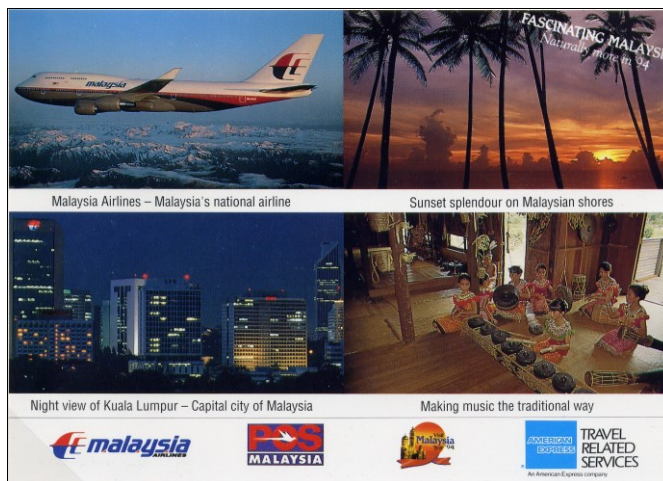 FASCINATING MALAYSIA
Naturally more in '94
malaysia
Malaysia Airlines – Malaysia's national airline
Sunset splendour on Malaysian shores
Night view of Kuala Lumpur – Capital city of Malaysia
Making music the traditional way
malaysia
AIRLINES
POS
MALAYSIA
Malaysia
AMERICAN
EXPRESS
TRAVEL
RELATED
SERVICES
An American Express company